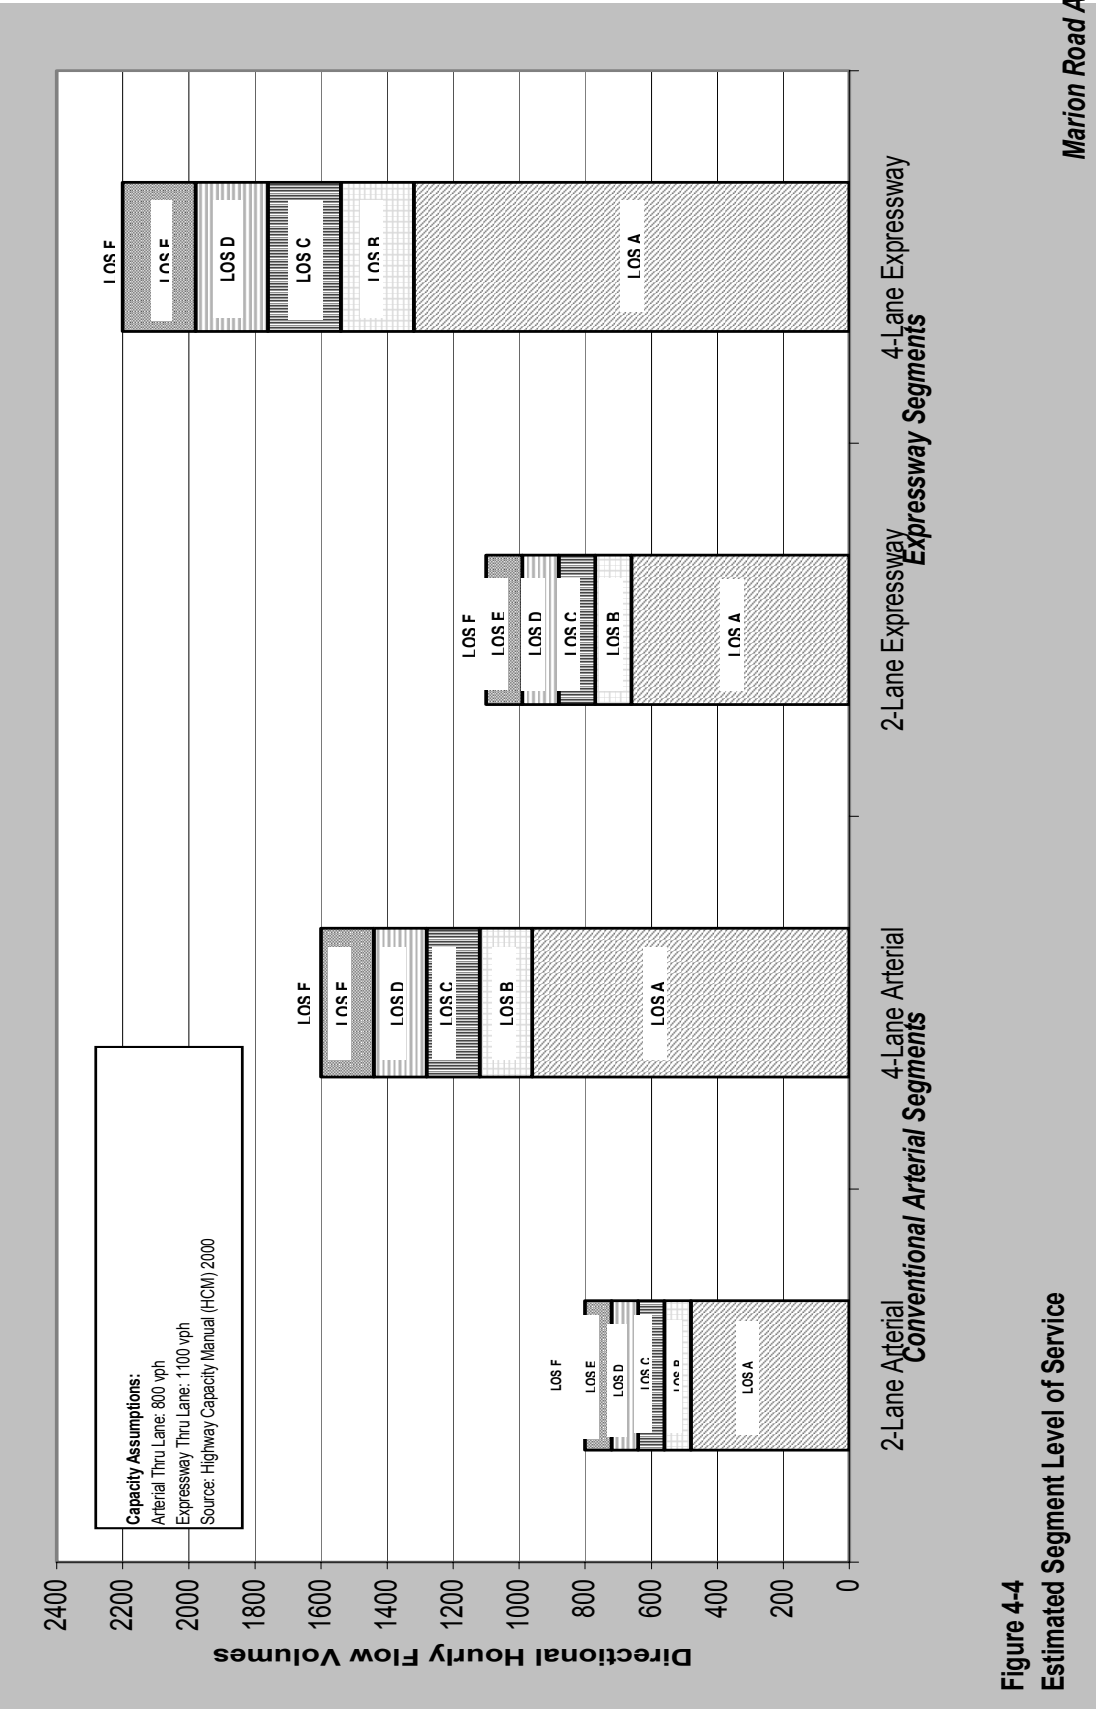 Directional Hourly Flow Volumes
2400
2200
2000
1800
1600
1400
1200
1000
800
600
400
200
0
Capacity Assumptions:
Arterial Thru Lane: 800 vph
Expressway Thru Lane: 1100 vph
Source: Highway Capacity Manual (HCM) 2000
LOS F
LOS E
LOS D
LOS C
LOS B
LOS A
LOS F
LOS E
LOS D
LOS C
LOS B
LOS A
LOS F
LOS E
LOS D
LOS C
LOS B
LOS A
LOS F
LOS E
LOS D
LOS C
LOS B
LOS A
2-Lane Arterial
4-Lane Arterial
2-Lane Expressway
4-Lane Expressway
Conventional Arterial Segments
Expressway Segments
Figure 4-4
Estimated Segment Level of Service
Marion Road A